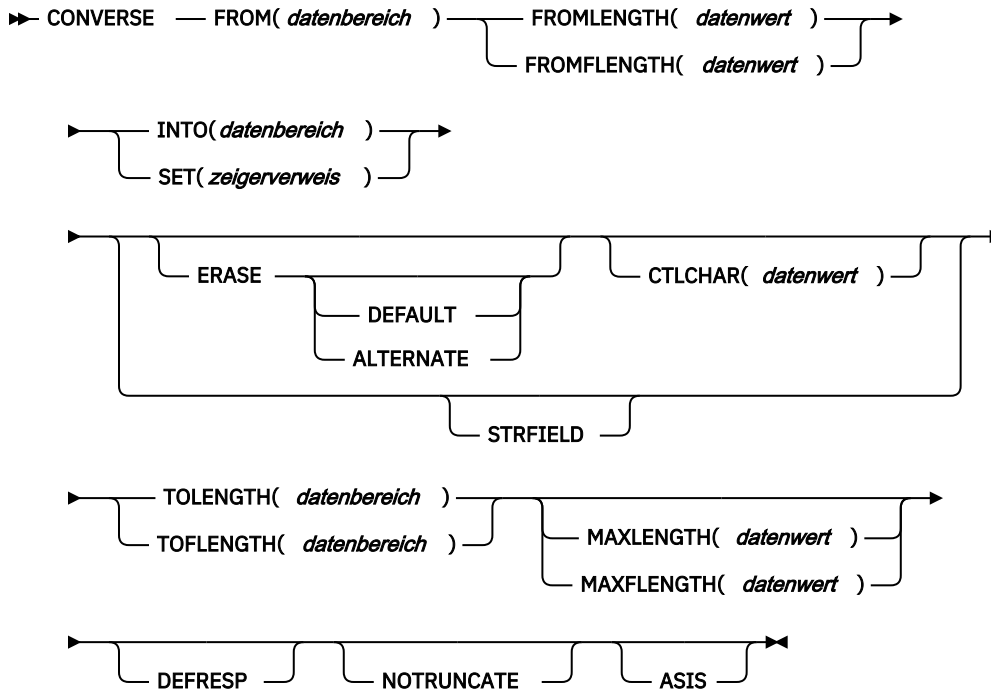 CONVERSE FROM( datenbereich ) FROMLENGTH( datenwert )
FROMFLENGTH( datenwert )
INTO( datenbereich )
SET( zeigerverweis )
ERASE CTLCHAR( datenwert )
DEFAULT
ALTERNATE
STRFIELD
TOLENGTH( datenbereich )
TOFLENGTH( datenbereich )
MAXLENGTH( datenwert )
MAXFLENGTH( datenwert )
DEFRESP NOTRUNCATE ASIS